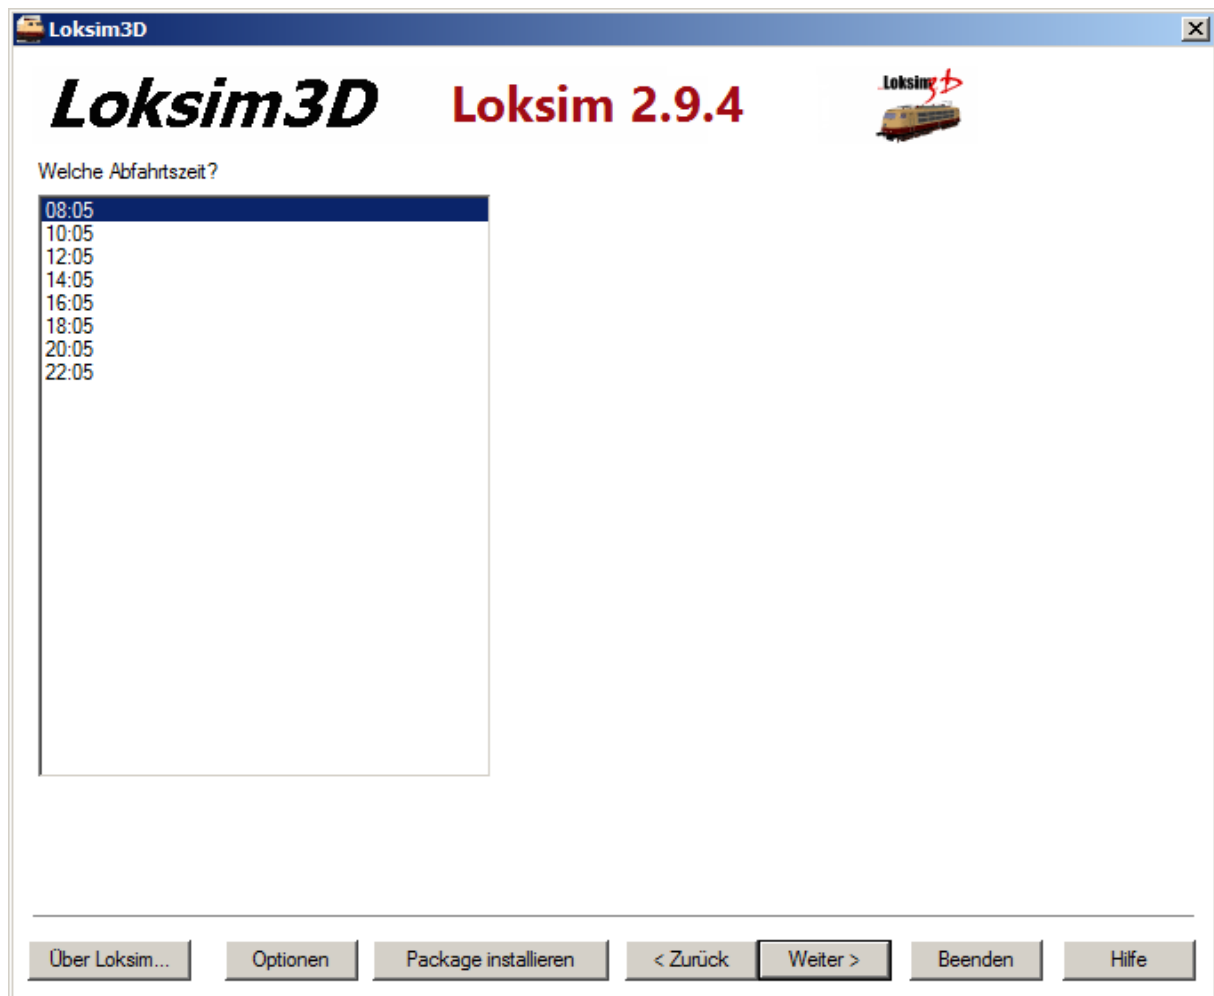 Loksim3D
Loksim3D
Loksim 2.9.4
Loksim3D
Welche Abfahrtszeit?
08:05
10:05
12:05
14:05
16:05
18:05
20:05
22:05
Über Loksim...
Optionen
Package installieren
< Zurück
Weiter >
Beenden
Hilfe